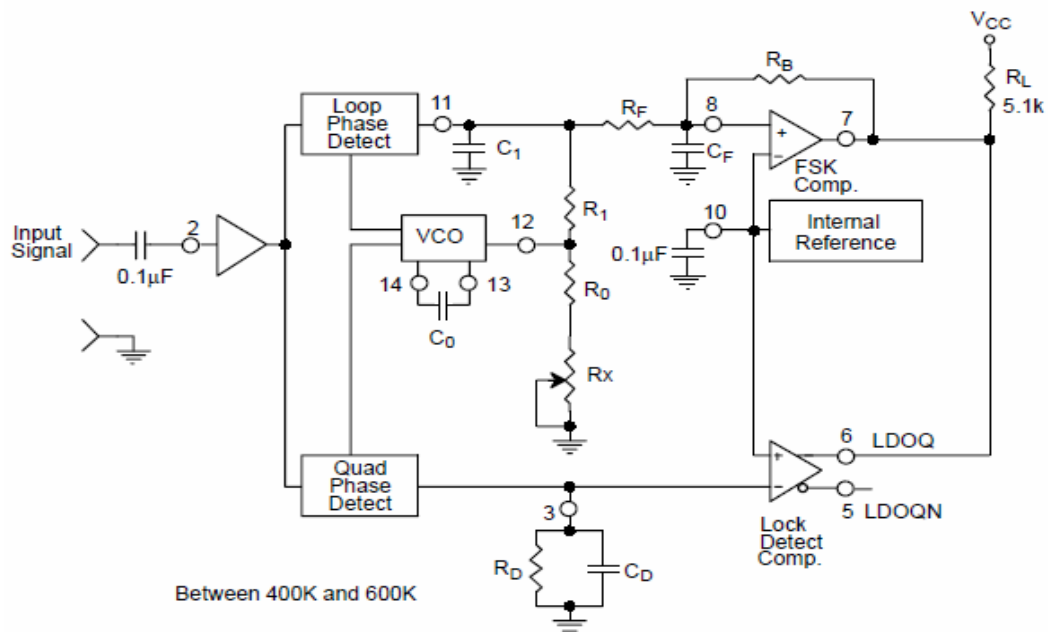 VCC
RB
RL
5.1k
Loop
Phase
Detect
11
RF
8
7
C1
CF
+
−
FSK
Comp.
R1
Input
Signal
2
0.1µF
VCO
12
10
Internal
Reference
0.1µF
14
13
C0
R0
Rx
Quad
Phase
Detect
3
+
−
−
6
LDOQ
5
LDOQN
Lock
Detect
Comp.
RD
CD
Between 400K and 600K